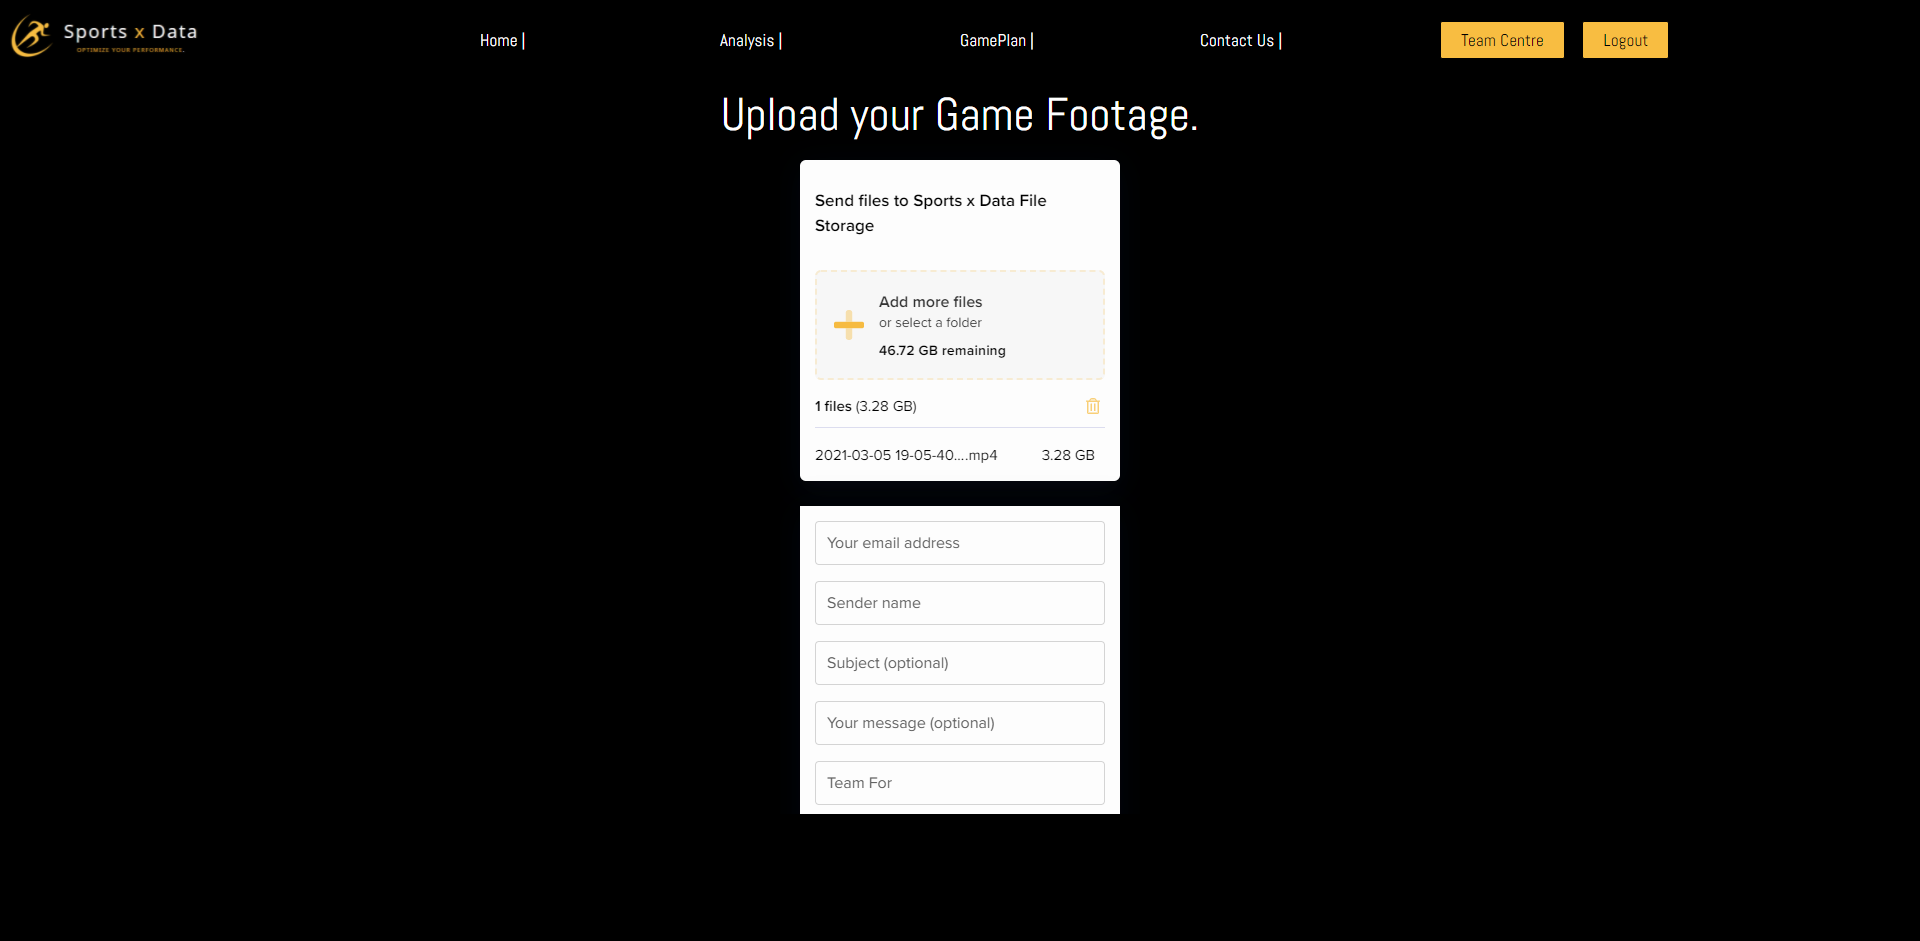 Sports x Data
OPTIMIZE YOUR PERFORMANCE.
Home |
Analysis |
GamePlan |
Contact Us |
Team Centre
Logout
Upload your Game Footage.
Send files to Sports x Data File
Storage
Add more files
or select a folder
46.72 GB remaining
1 files (3.28 GB)
2021-03-05 19-05-40....mp4 3.28 GB
Your email address
Sender name
Subject (optional)
Your message (optional)
Team For